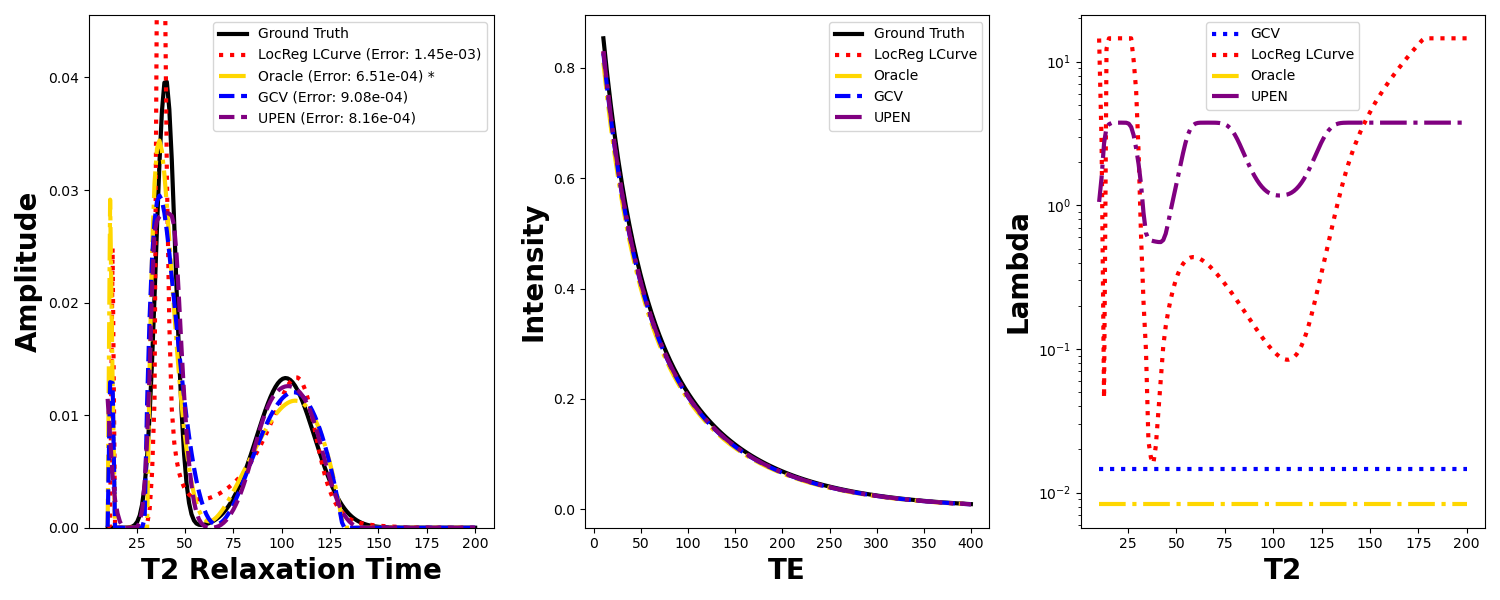 Amplitude
0.04
0.03
0.02
0.01
0.00
25 50 75 100 125 150 175 200
T2 Relaxation Time
Ground Truth
LocReg LCurve (Error: 1.45e-03)
Oracle (Error: 6.51e-04) *
GCV (Error: 9.08e-04)
UPEN (Error: 8.16e-04)
Intensity
0.8
0.6
0.4
0.2
0.0
0 50 100 150 200 250 300 350 400
TE
Ground Truth
LocReg LCurve
Oracle
GCV
UPEN
Lambda
10¹
10⁰
10⁻¹
10⁻²
25 50 75 100 125 150 175 200
T2
GCV
LocReg LCurve
Oracle
UPEN